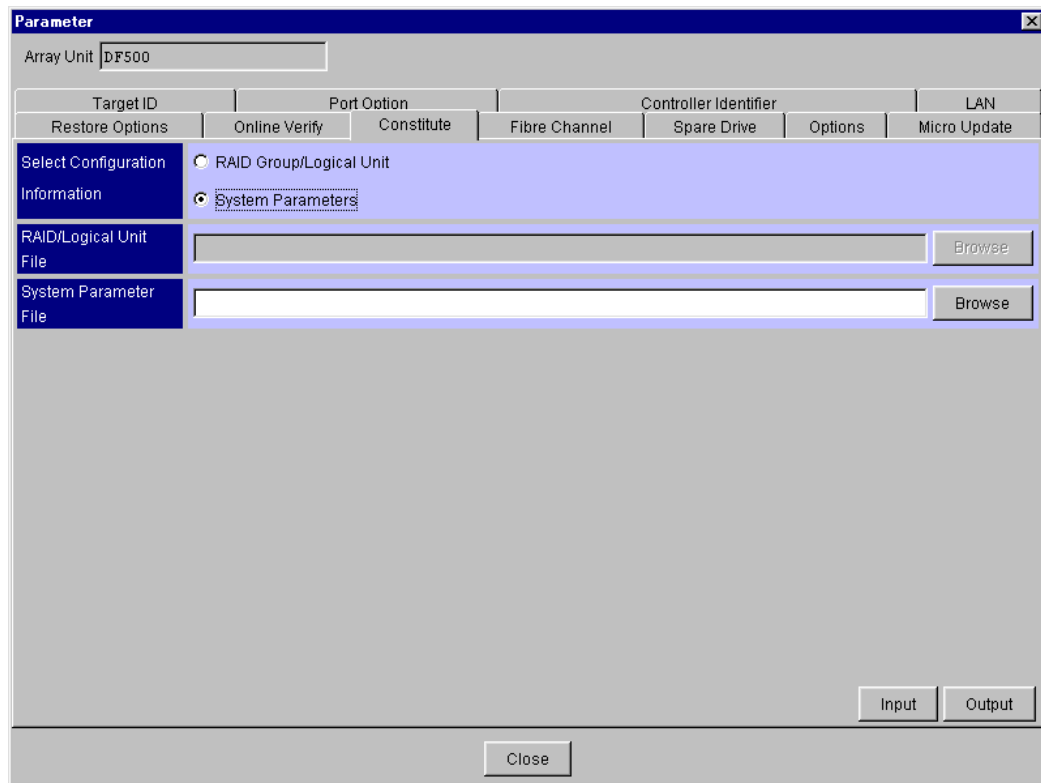 Parameter
Array Unit DF500
Target ID Port Option Controller Identifier LAN
Restore Options Online Verify Constitute Fibre Channel Spare Drive Options Micro Update
Select Configuration
Information
RAID Group/Logical Unit
System Parameters
RAID/Logical Unit
File
Browse
System Parameter
File
Browse
Input Output
Close